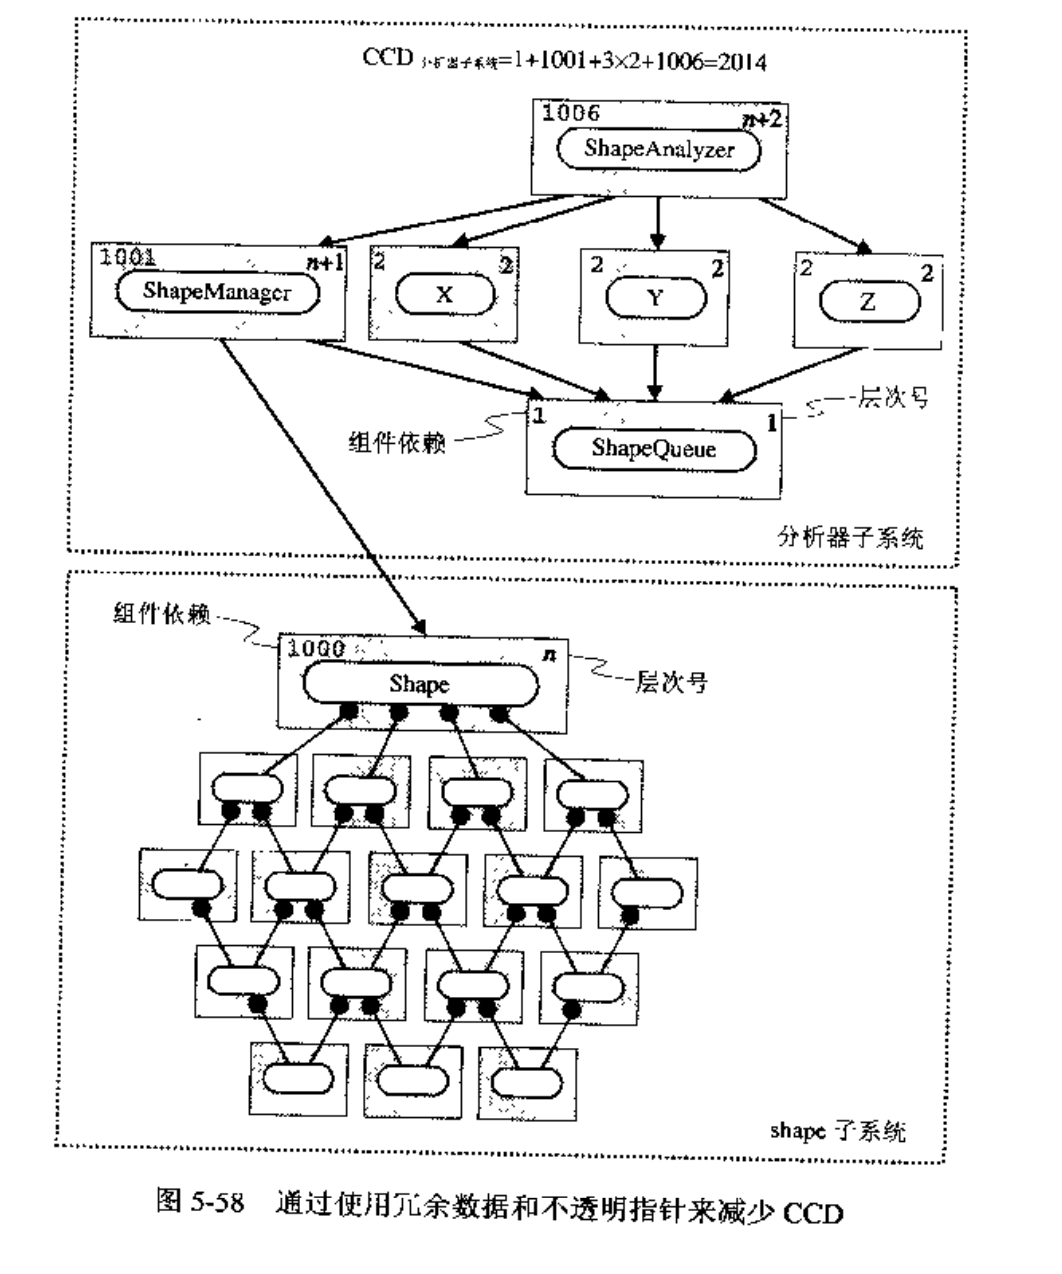 CCD 分析器子系统=1+1001+3×2+1006=2014
1006 n+2
ShapeAnalyzer
1001 n+1
ShapeManager
2 2
X
2 2
Y
2 2
Z
层次号
组件依赖
1 1
ShapeQueue
分析器子系统
组件依赖
1000 n
Shape
层次号
shape 子系统
图 5-58 通过使用冗余数据和不透明指针来减少 CCD